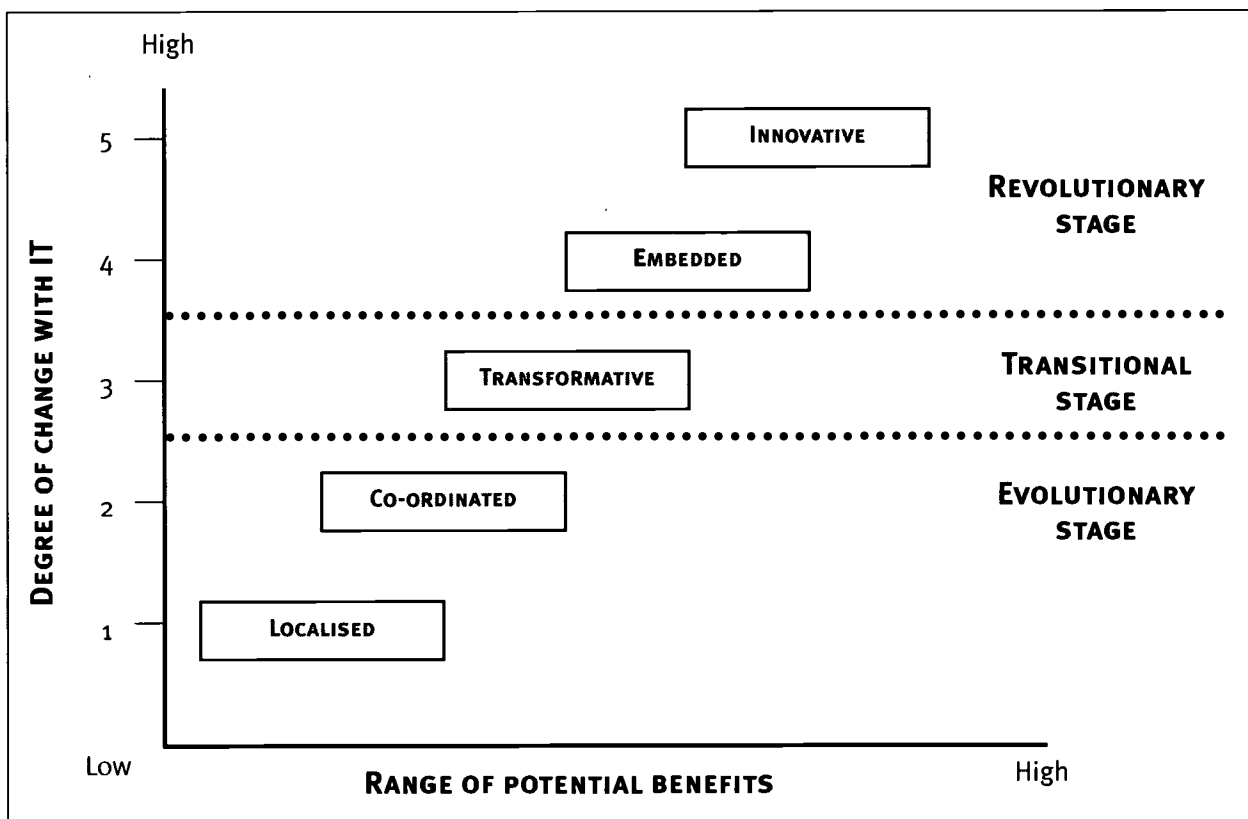 High
5
INNOVATIVE
REVOLUTIONARY
STAGE
4
EMBEDDED
DEGREE OF CHANGE WITH IT
3
TRANSFORMATIVE
TRANSITIONAL
STAGE
2
CO-ORDINATED
EVOLUTIONARY
STAGE
1
LOCALISED
Low
RANGE OF POTENTIAL BENEFITS
High